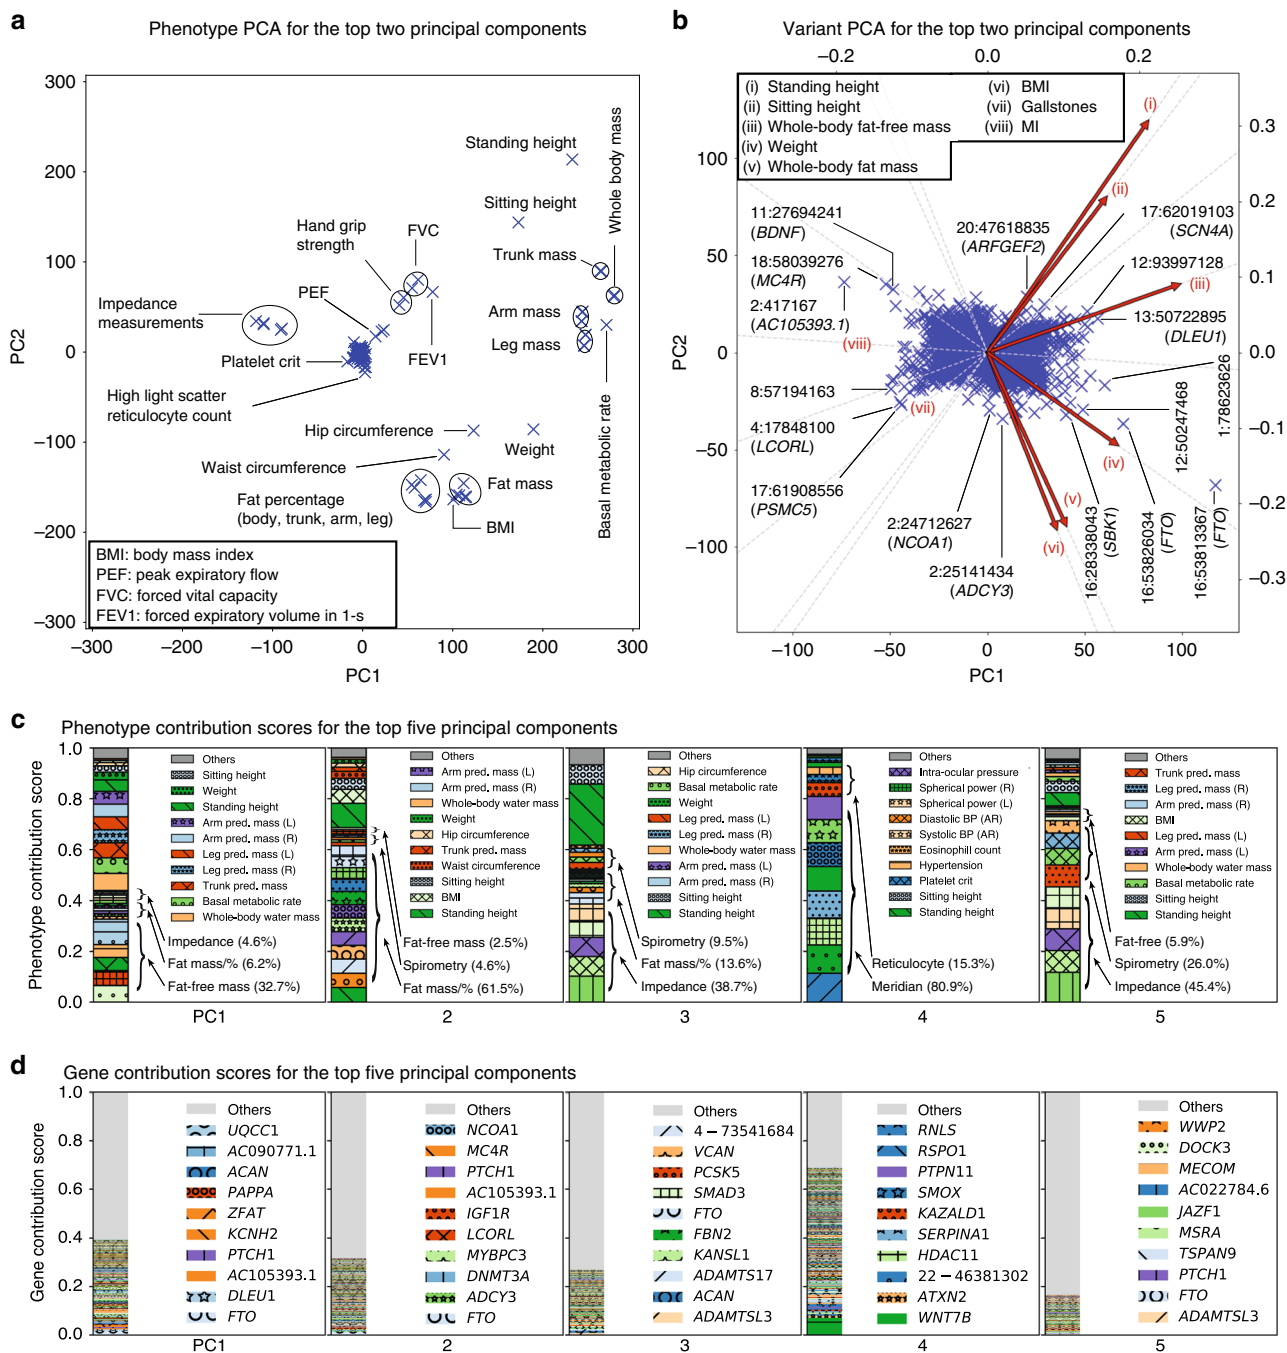 a
Phenotype PCA for the top two principal components
300
200
100
0
−100
−200
−300
PC2
−300
−200
−100
0
100
200
300
PC1
Standing height
Sitting height
Whole body mass
Trunk mass
Hand grip
strength
FVC
PEF
Impedance
measurements
Arm mass
Leg mass
FEV1
Platelet crit
High light scatter
reticulocyte count
Basal metabolic rate
Hip circumference
Weight
Waist circumference
Fat mass
Fat percentage
(body, trunk, arm, leg)
BMI
BMI: body mass index
PEF: peak expiratory flow
FVC: forced vital capacity
FEV1: forced expiratory volume in 1-s
b
Variant PCA for the top two principal components
−0.2
0.0
0.2
(i) Standing height
(ii) Sitting height
(iii) Whole-body fat-free mass
(iv) Weight
(v) Whole-body fat mass
(vi) BMI
(vii) Gallstones
(viii) MI
100
50
0
−50
−100
PC2
0.3
0.2
0.1
0.0
−0.1
−0.2
−0.3
−100
−50
0
50
100
PC1
(i)
(ii)
(iii)
(iv)
(v)
(vi)
(vii)
(viii)
11:27694241
(BDNF)
18:58039276
(MC4R)
2:417167
(AC105393.1)
20:47618835
(ARFGEF2)
17:62019103
(SCN4A)
12:93997128
13:50722895
(DLEU1)
8:57194163
4:17848100
(LCORL)
17:61908556
(PSMC5)
2:24712627
(NCOA1)
2:25141434
(ADCY3)
16:28338043
(SBK1)
16:53826034
(FTO)
12:50247468
16:53813367
(FTO)
1:78623626
c
Phenotype contribution scores for the top five principal components
Phenotype contribution score
1.0
0.8
0.6
0.4
0.2
0.0
Others
Sitting height
Weight
Standing height
Arm pred. mass (L)
Arm pred. mass (R)
Leg pred. mass (L)
Leg pred. mass (R)
Trunk pred. mass
Basal metabolic rate
Whole-body water mass
Impedance (4.6%)
Fat mass/% (6.2%)
Fat-free mass (32.7%)
PC1
Others
Arm pred. mass (L)
Arm pred. mass (R)
Whole-body water mass
Weight
Hip circumference
Trunk pred. mass
Waist circumference
Sitting height
BMI
Standing height
Fat-free mass (2.5%)
Spirometry (4.6%)
Fat mass/% (61.5%)
2
Others
Hip circumference
Basal metabolic rate
Weight
Leg pred. mass (L)
Leg pred. mass (R)
Whole-body water mass
Arm pred. mass (L)
Arm pred. mass (R)
Sitting height
Standing height
Spirometry (9.5%)
Fat mass/% (13.6%)
Impedance (38.7%)
3
Others
Intra-ocular pressure
Spherical power (R)
Spherical power (L)
Diastolic BP (AR)
Systolic BP (AR)
Eosinophil count
Hypertension
Platelet crit
Sitting height
Standing height
Reticulocyte (15.3%)
Meridian (80.9%)
4
Others
Trunk pred. mass
Leg pred. mass (R)
Arm pred. mass (R)
BMI
Leg pred. mass (L)
Arm pred. mass (L)
Whole-body water mass
Basal metabolic rate
Sitting height
Standing height
Fat-free (5.9%)
Spirometry (26.0%)
Impedance (45.4%)
5
d
Gene contribution scores for the top five principal components
Gene contribution score
1.0
0.8
0.6
0.4
0.2
0.0
Others
UQCC1
AC090771.1
ACAN
PAPPA
ZFAT
KCNH2
PTCH1
AC105393.1
DLEU1
FTO
PC1
Others
NCOA1
MC4R
PTCH1
AC105393.1
IGF1R
LCORL
MYBPC3
DNMT3A
ADCY3
FTO
2
Others
4−73541684
VCAN
PCSK5
SMAD3
FTO
FBN2
KANSL1
ADAMTS17
ACAN
ADAMTSL3
3
Others
RNLS
RSPO1
PTPN11
SMOX
KAZALD1
SERPINA1
HDAC11
22−46381302
ATXN2
WNT7B
4
Others
WWP2
DOCK3
MECOM
AC022784.6
JAZF1
MSRA
TSPAN9
PTCH1
FTO
ADAMTSL3
5